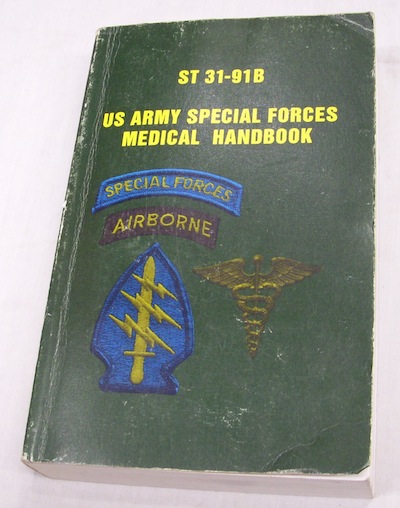 ST 31-91B
US ARMY SPECIAL FORCES
MEDICAL HANDBOOK
SPECIAL FORCES
AIRBORNE